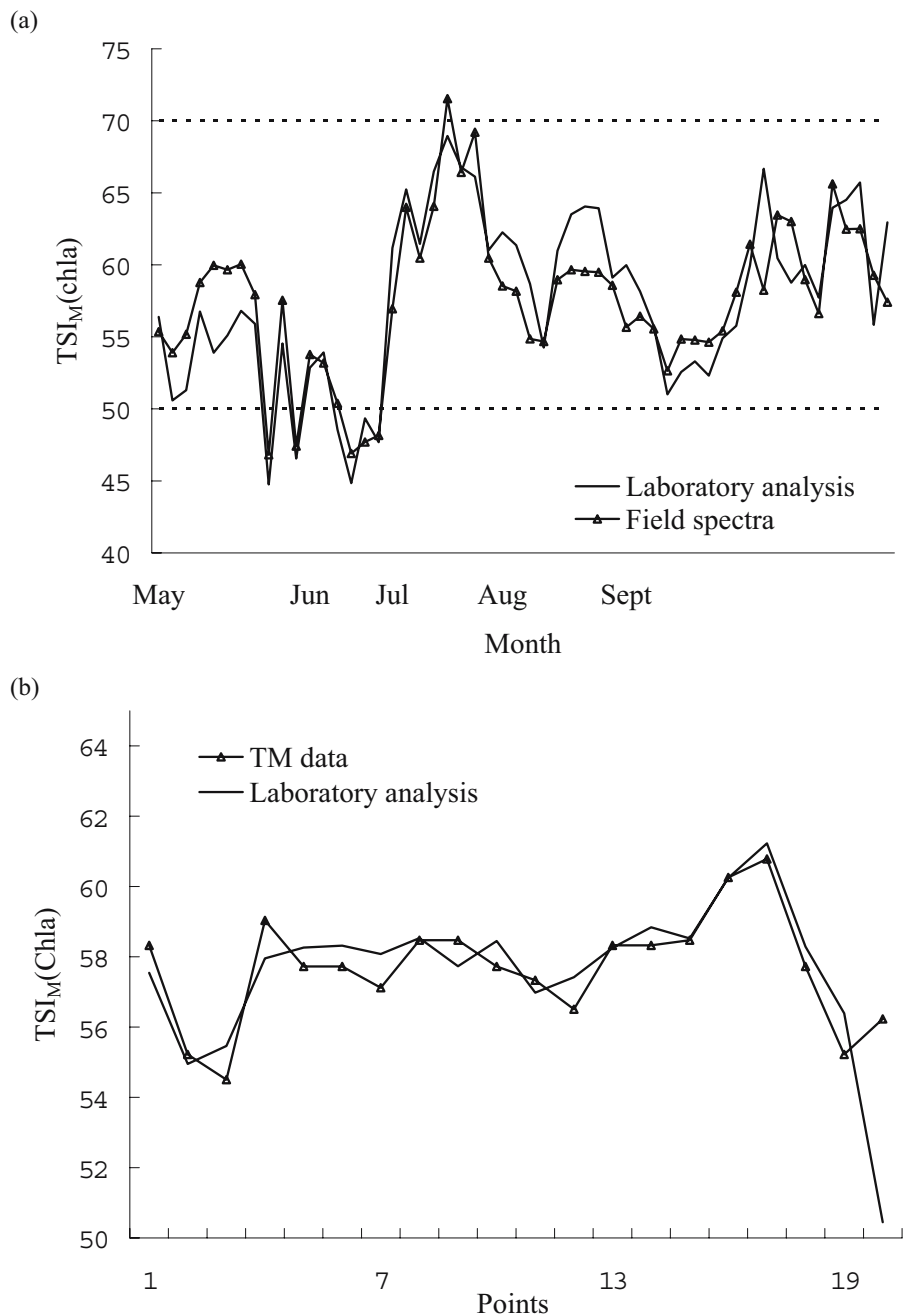 (a)
75
70
65
60
55
50
45
40
TSIM(chla)
Laboratory analysis
Field spectra
May Jun Jul Aug Sept
Month
(b)
64
62
60
58
56
54
52
50
TSIM(Chla)
TM data
Laboratory analysis
1 7 13 19
Points